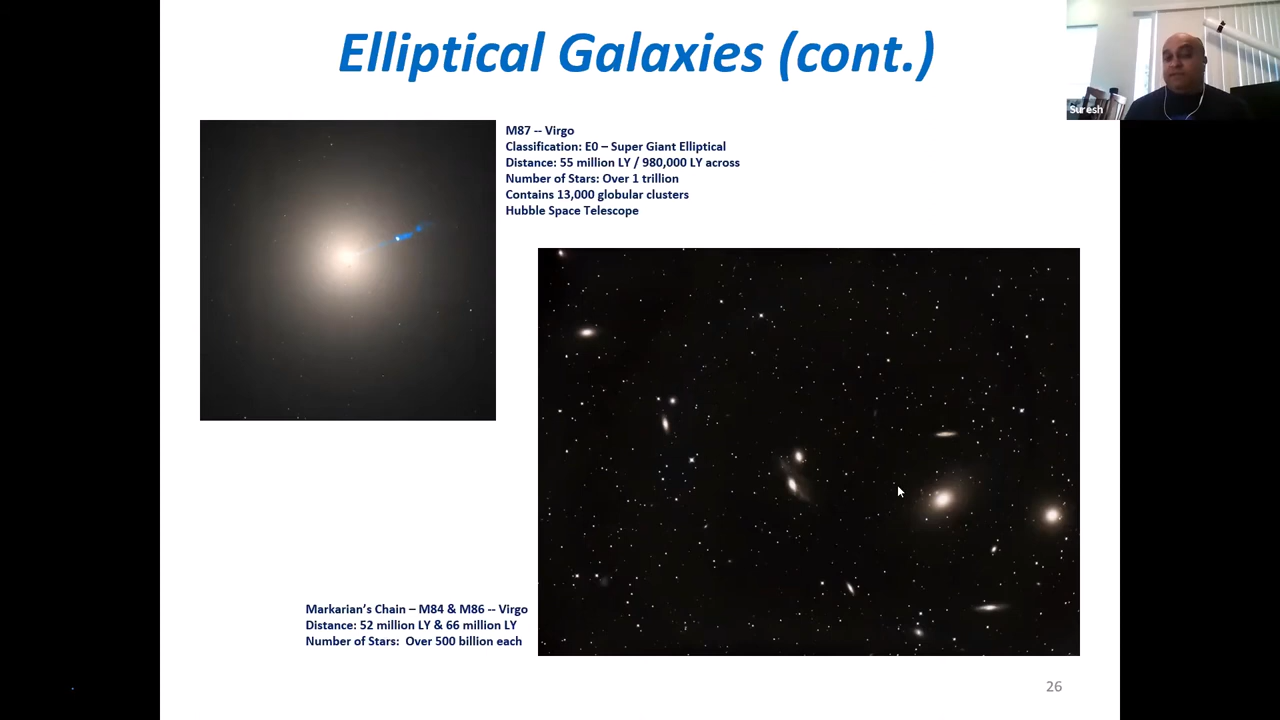 Elliptical Galaxies (cont.)
Suresh
M87 -- Virgo
Classification: E0 – Super Giant Elliptical
Distance: 55 million LY / 980,000 LY across
Number of Stars: Over 1 trillion
Contains 13,000 globular clusters
Hubble Space Telescope
Markarian’s Chain – M84 & M86 -- Virgo
Distance: 52 million LY & 66 million LY
Number of Stars:  Over 500 billion each
26